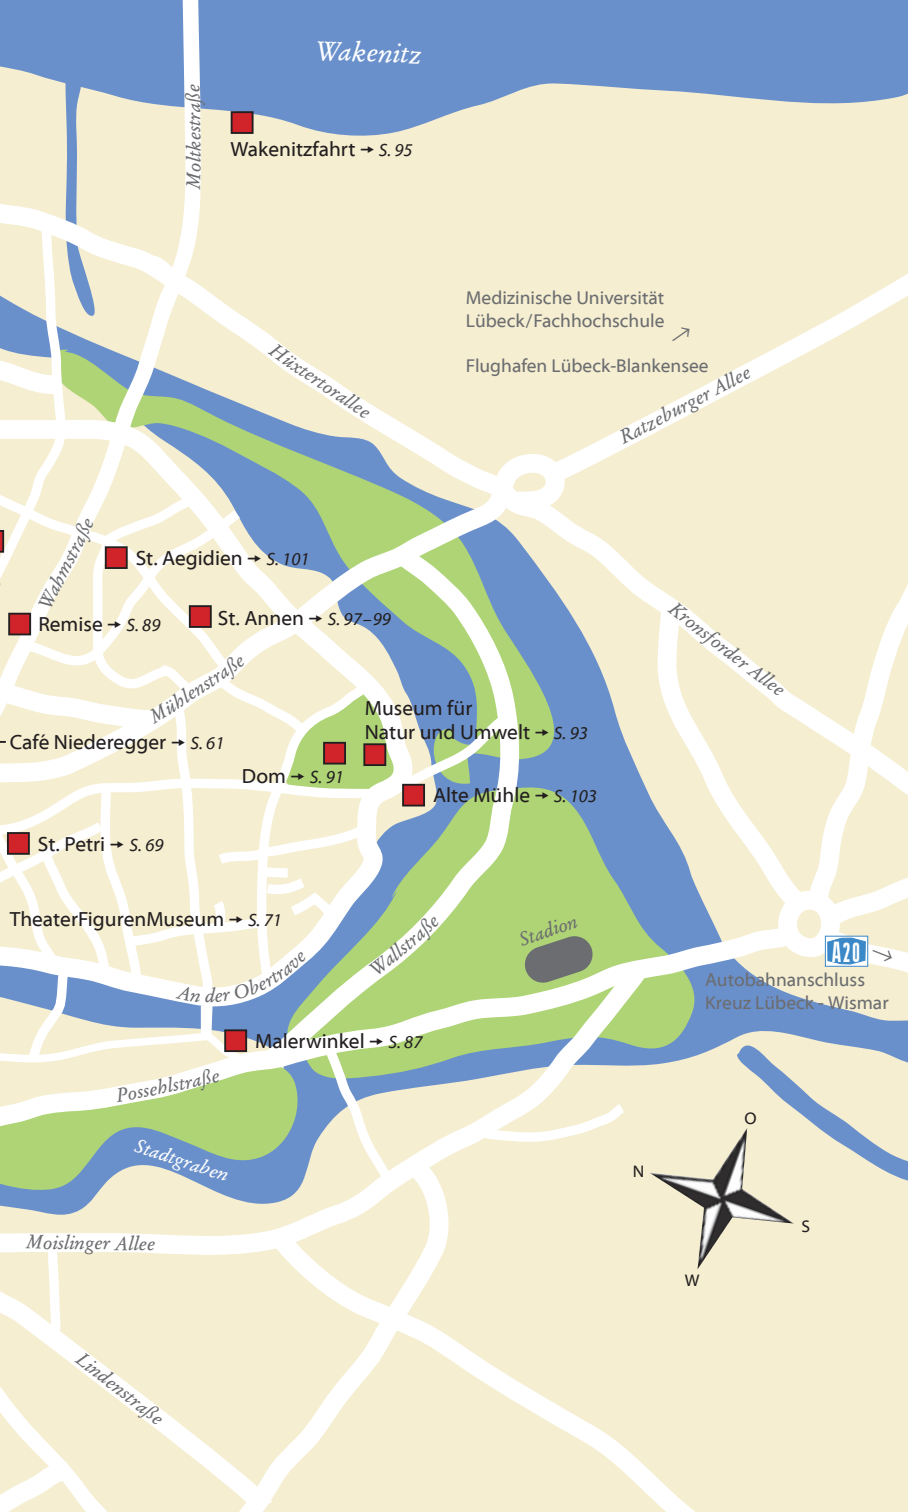 Wakenitz
Moltkestraße
Wakenitzfahrt → S. 95
Medizinische Universität
Lübeck/Fachhochschule
Flughafen Lübeck-Blankensee
Hüxtertorallee
Ratzeburger Allee
Wahmstraße
St. Aegidien → S. 101
St. Annen → S. 97–99
Remise → S. 89
Kronsforder Allee
Mühlenstraße
Museum für
Natur und Umwelt → S. 93
Café Niederegger → S. 61
Dom → S. 91
Alte Mühle → S. 103
St. Petri → S. 69
TheaterFigurenMuseum → S. 71
Wallstraße
Stadion
A20
An der Obertrave
Autobahnanschluss
Kreuz Lübeck - Wismar
Malerwinkel → S. 87
Possehlstraße
Stadtgraben
O
N
S
W
Moislinger Allee
Lindenstraße